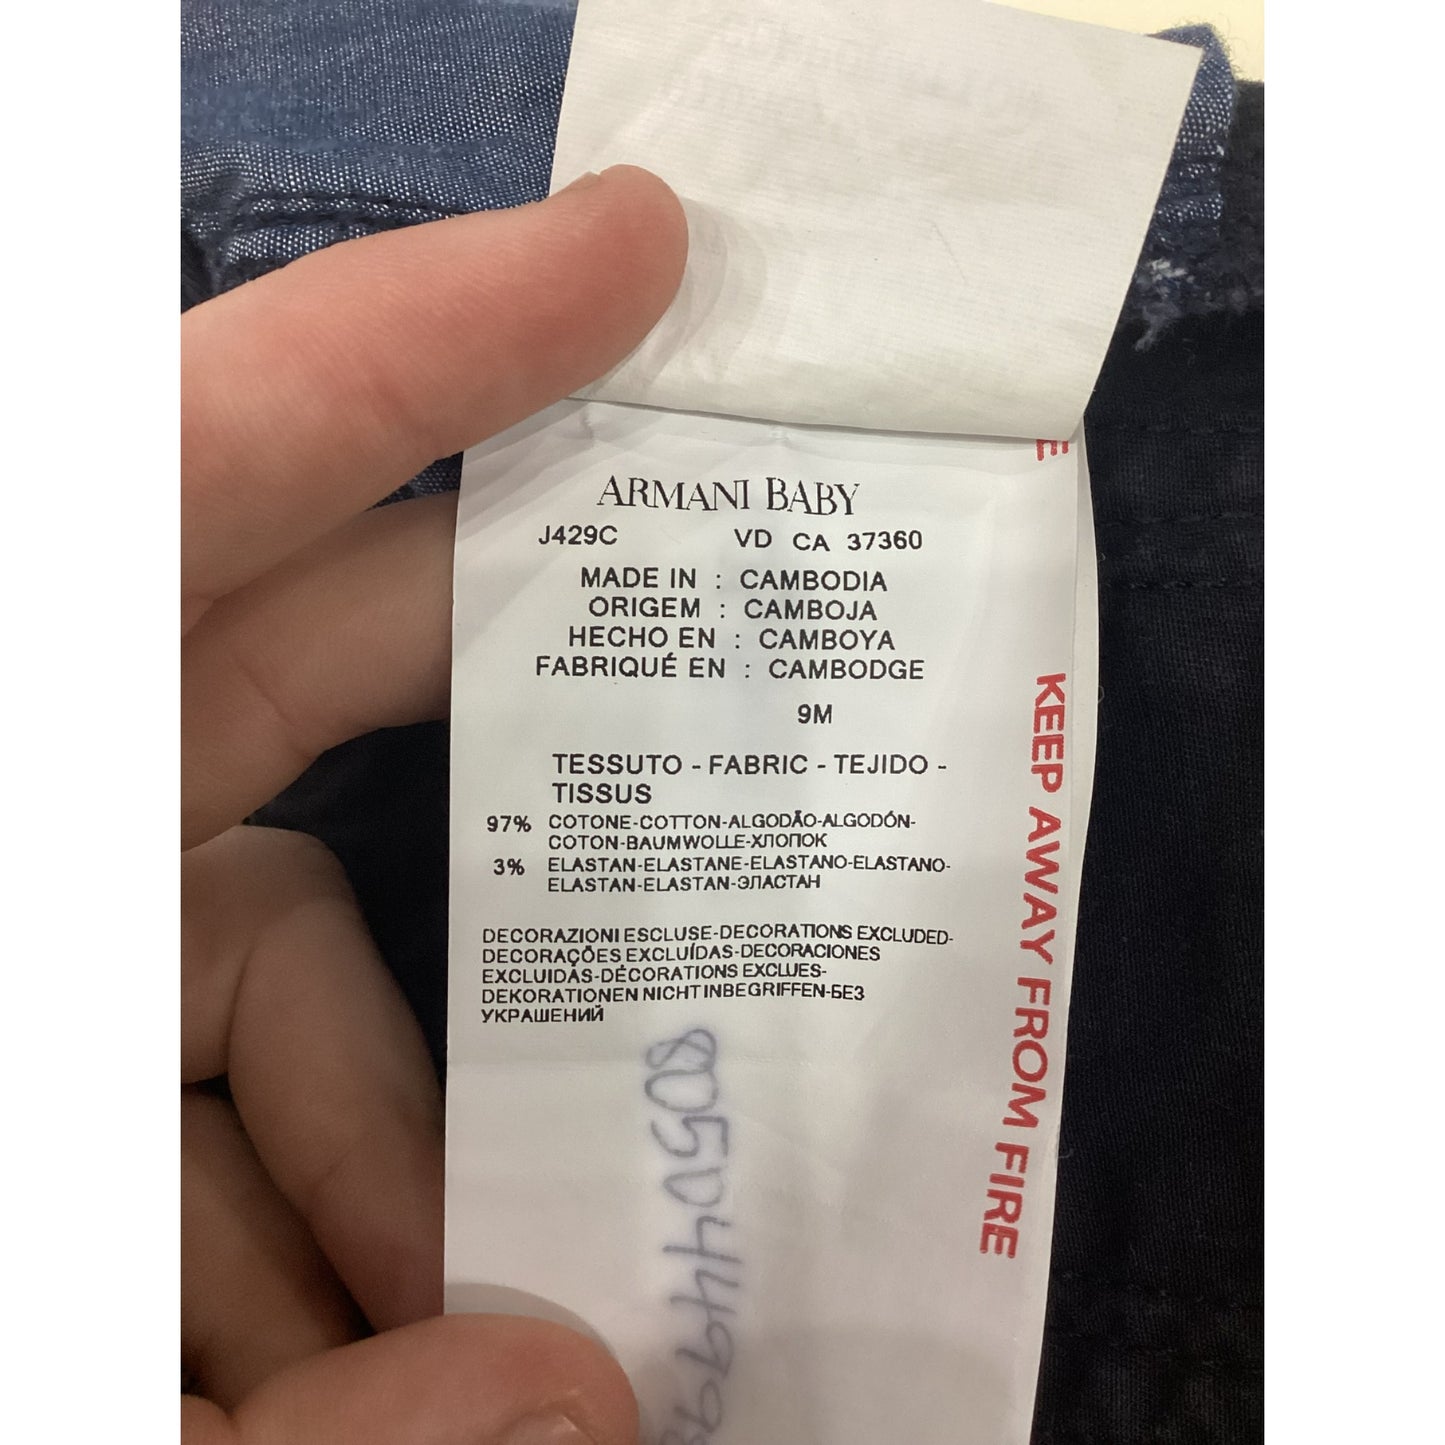 ARMANI BABY
J429C VD CA 37360
MADE IN : CAMBODIA
ORIGEM : CAMBOJA
HECHO EN : CAMBOYA
FABRIQUÉ EN : CAMBODGE
9M
TESSUTO - FABRIC - TEJIDO -
TISSUS
97% COTONE-COTTON-ALGODÃO-ALGODÓN-
COTON-BAUMWOLLE-ХЛОПОК
3% ELASTAN-ELASTANE-ELASTANO-ELASTANO-
ELASTAN-ELASTAN-ЭЛАСТАН
DECORAZIONI ESCLUSE-DECORATIONS EXCLUDED-
DECORAÇÕES EXCLUÍDAS-DECORACIONES
EXCLUIDAS-DÉCORATIONS EXCLUES-
DEKORATIONEN NICHT INBEGRIFFEN-БЕЗ
УКРАШЕНИЙ
KEEP AWAY FROM FIRE